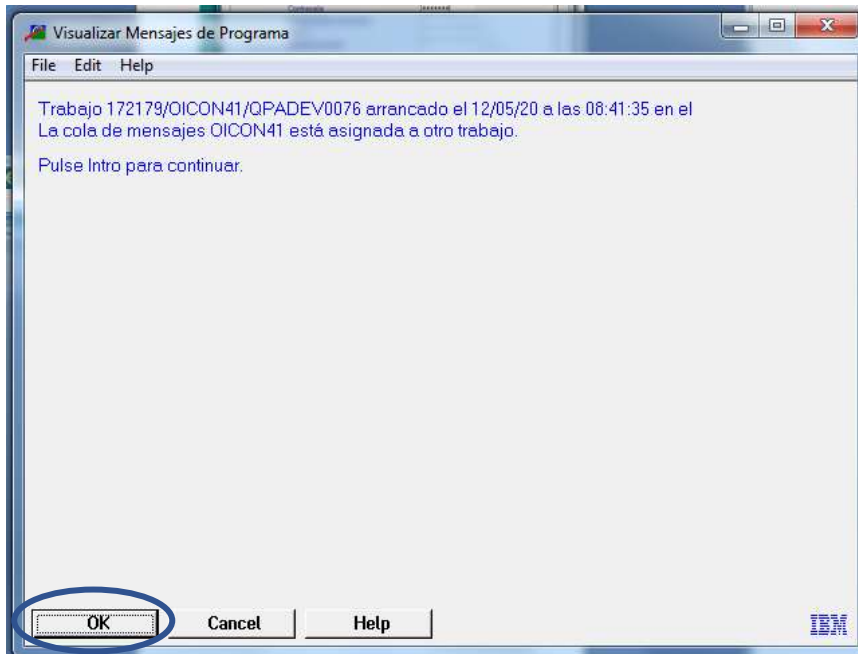 Contraseña
Visualizar Mensajes de Programa
File Edit Help
Trabajo 172179/OICON41/QPADEV0076 arrancado el 12/05/20 a las 08:41:35 en el
La cola de mensajes OICON41 está asignada a otro trabajo.
Pulse Intro para continuar.
OK Cancel Help
IBM